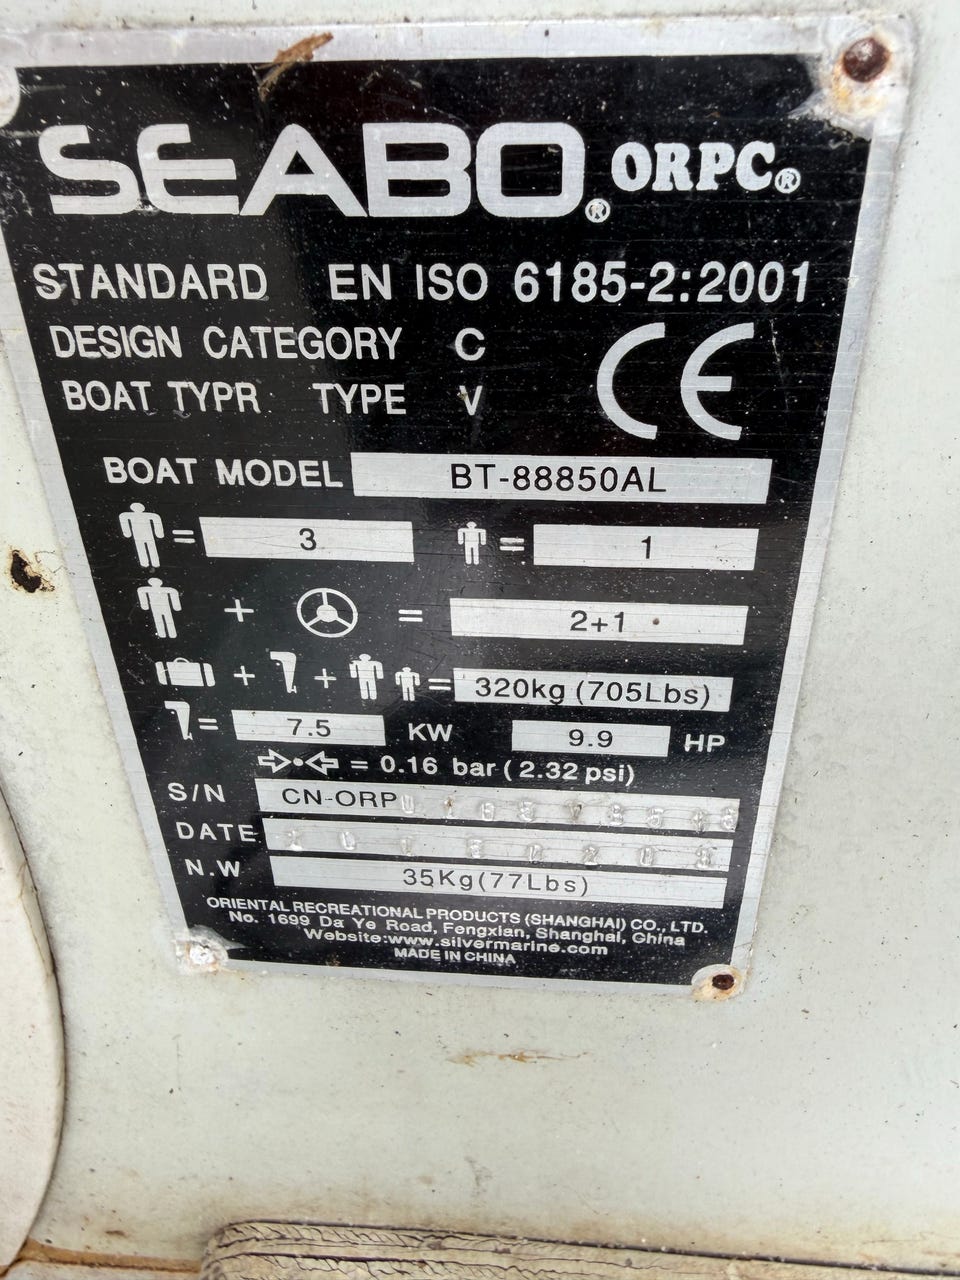 SEABO® ORPC®
STANDARD EN ISO 6185-2:2001
DESIGN CATEGORY C
BOAT TYPR TYPE V
CE
BOAT MODEL BT-88850AL
= 3 = 1
+ = 2+1
+ + = 320kg (705Lbs)
= 7.5 KW 9.9 HP
= 0.16 bar ( 2.32 psi)
S/N CN-ORP
DATE
N.W 35Kg(77Lbs)
ORIENTAL RECREATIONAL PRODUCTS (SHANGHAI) CO., LTD.
No. 1699 Da Ye Road, Fengxian, Shanghai, China
Website:www.silvermarine.com
MADE IN CHINA